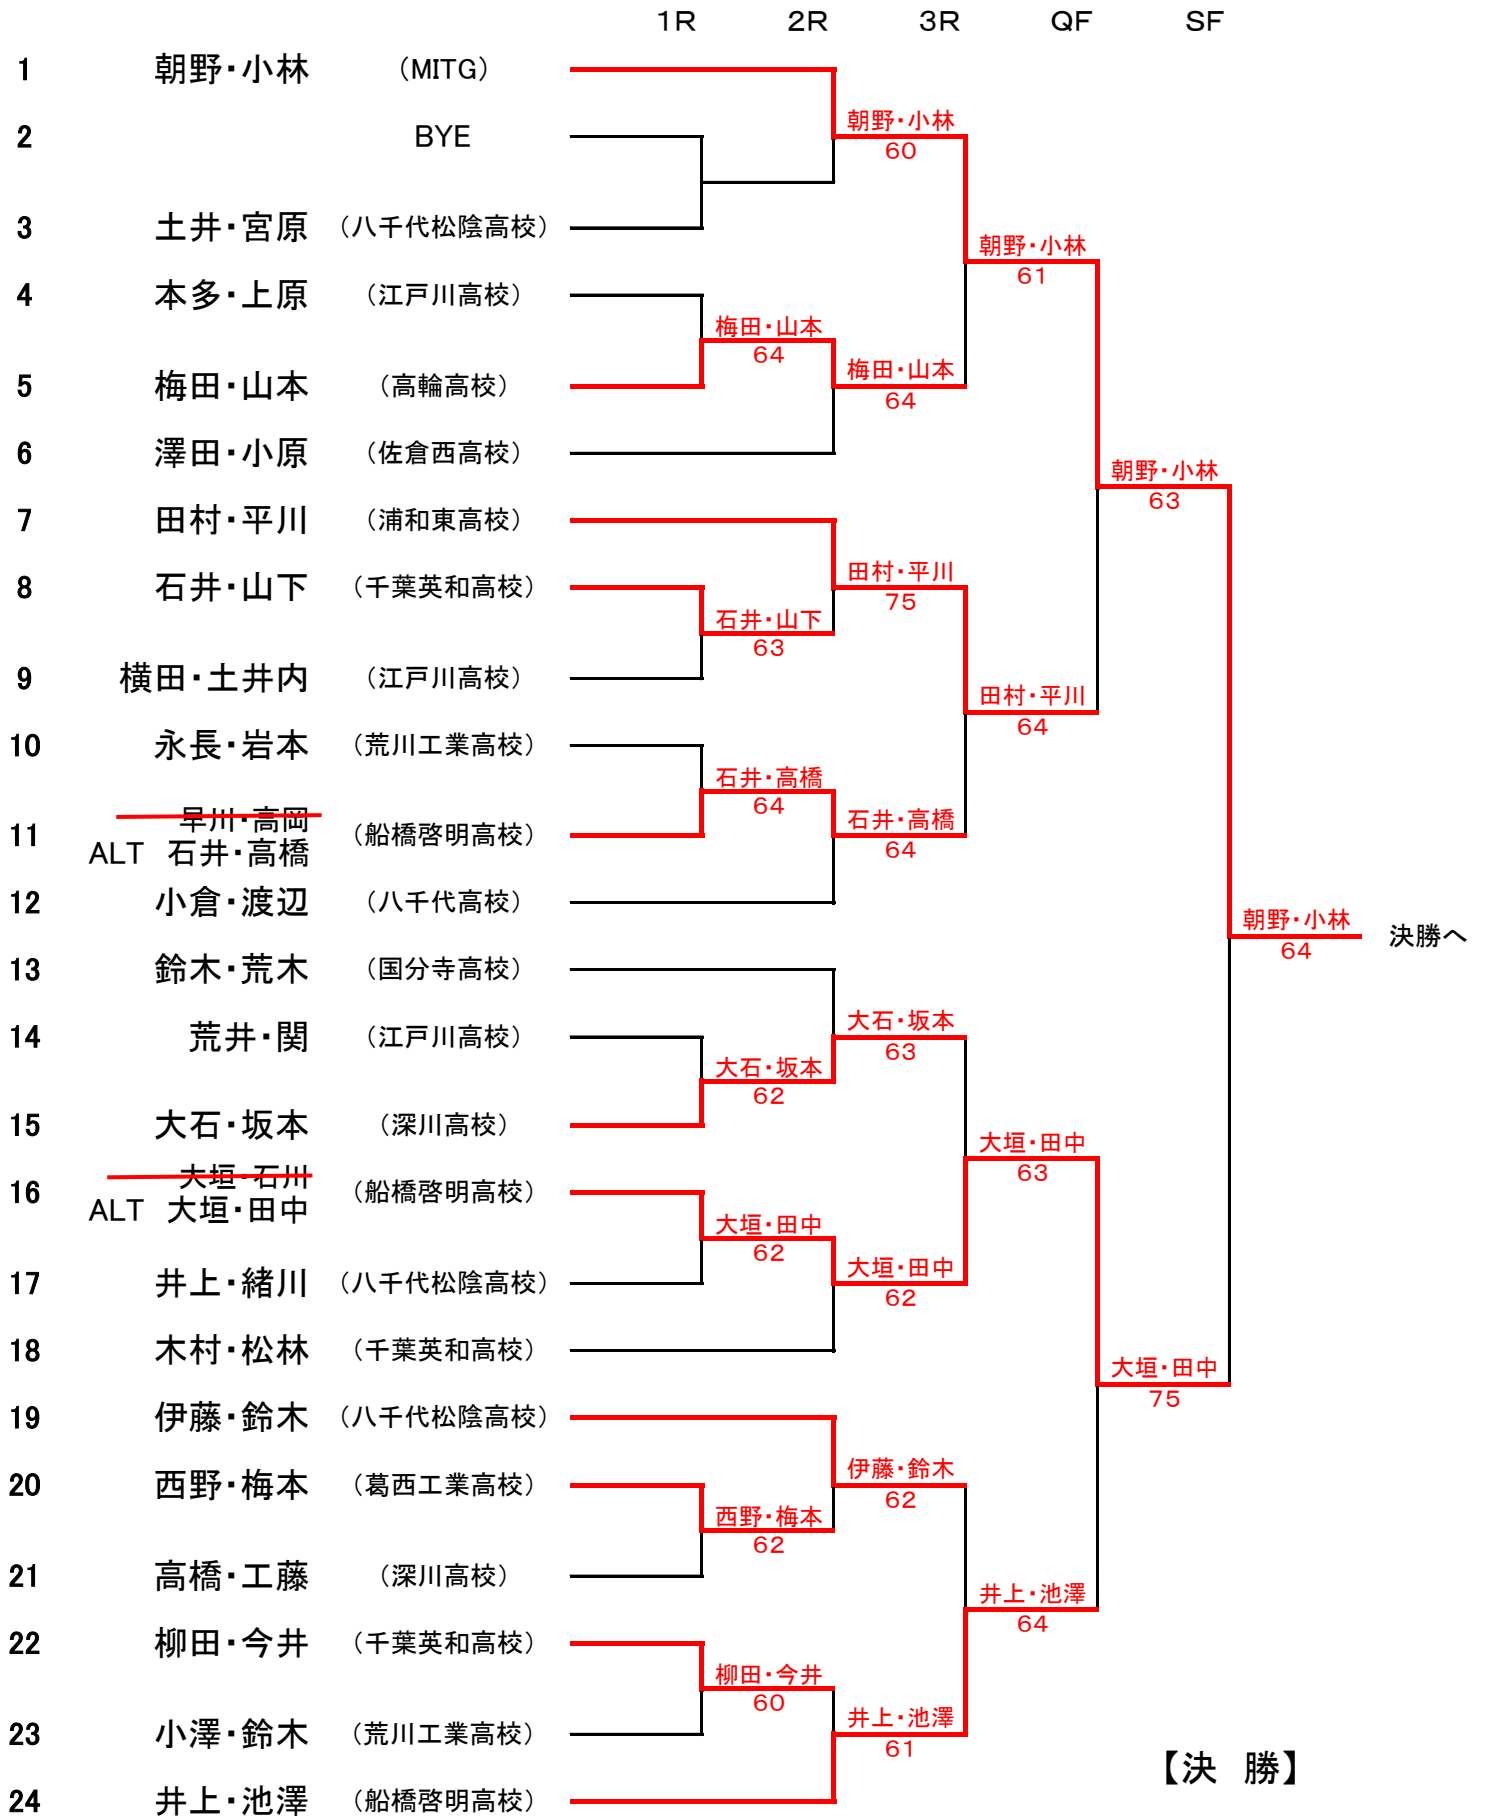 1R 2R 3R QF SF
1 朝野・小林 （MITG）
朝野・小林
2 BYE
60
3 土井・宮原 （八千代松陰高校）
朝野・小林
61
4 本多・上原 （江戸川高校）
梅田・山本
64
梅田・山本
5 梅田・山本 （高輪高校）
64
6 澤田・小原 （佐倉西高校）
朝野・小林
63
7 田村・平川 （浦和東高校）
田村・平川
8 石井・山下 （千葉英和高校）
75
石井・山下
63
9 横田・土井内 （江戸川高校）
田村・平川
64
10 永長・岩本 （荒川工業高校）
石井・高橋
64
早川・高岡
石井・高橋
11 （船橋啓明高校）
ALT 石井・高橋
64
12 小倉・渡辺 （八千代高校）
朝野・小林
決勝へ
64
13 鈴木・荒木 （国分寺高校）
大石・坂本
14 荒井・関 （江戸川高校）
63
大石・坂本
62
15 大石・坂本 （深川高校）
大垣・田中
63
大垣・石川
16 （船橋啓明高校）
ALT 大垣・田中
大垣・田中
62
大垣・田中
17 井上・緒川 （八千代松陰高校）
62
18 木村・松林 （千葉英和高校）
大垣・田中
75
19 伊藤・鈴木 （八千代松陰高校）
伊藤・鈴木
20 西野・梅本 （葛西工業高校）
62
西野・梅本
62
21 高橋・工藤 （深川高校）
井上・池澤
64
22 柳田・今井 （千葉英和高校）
柳田・今井
60
井上・池澤
23 小澤・鈴木 （荒川工業高校）
61
【決 勝】
24 井上・池澤 （船橋啓明高校）